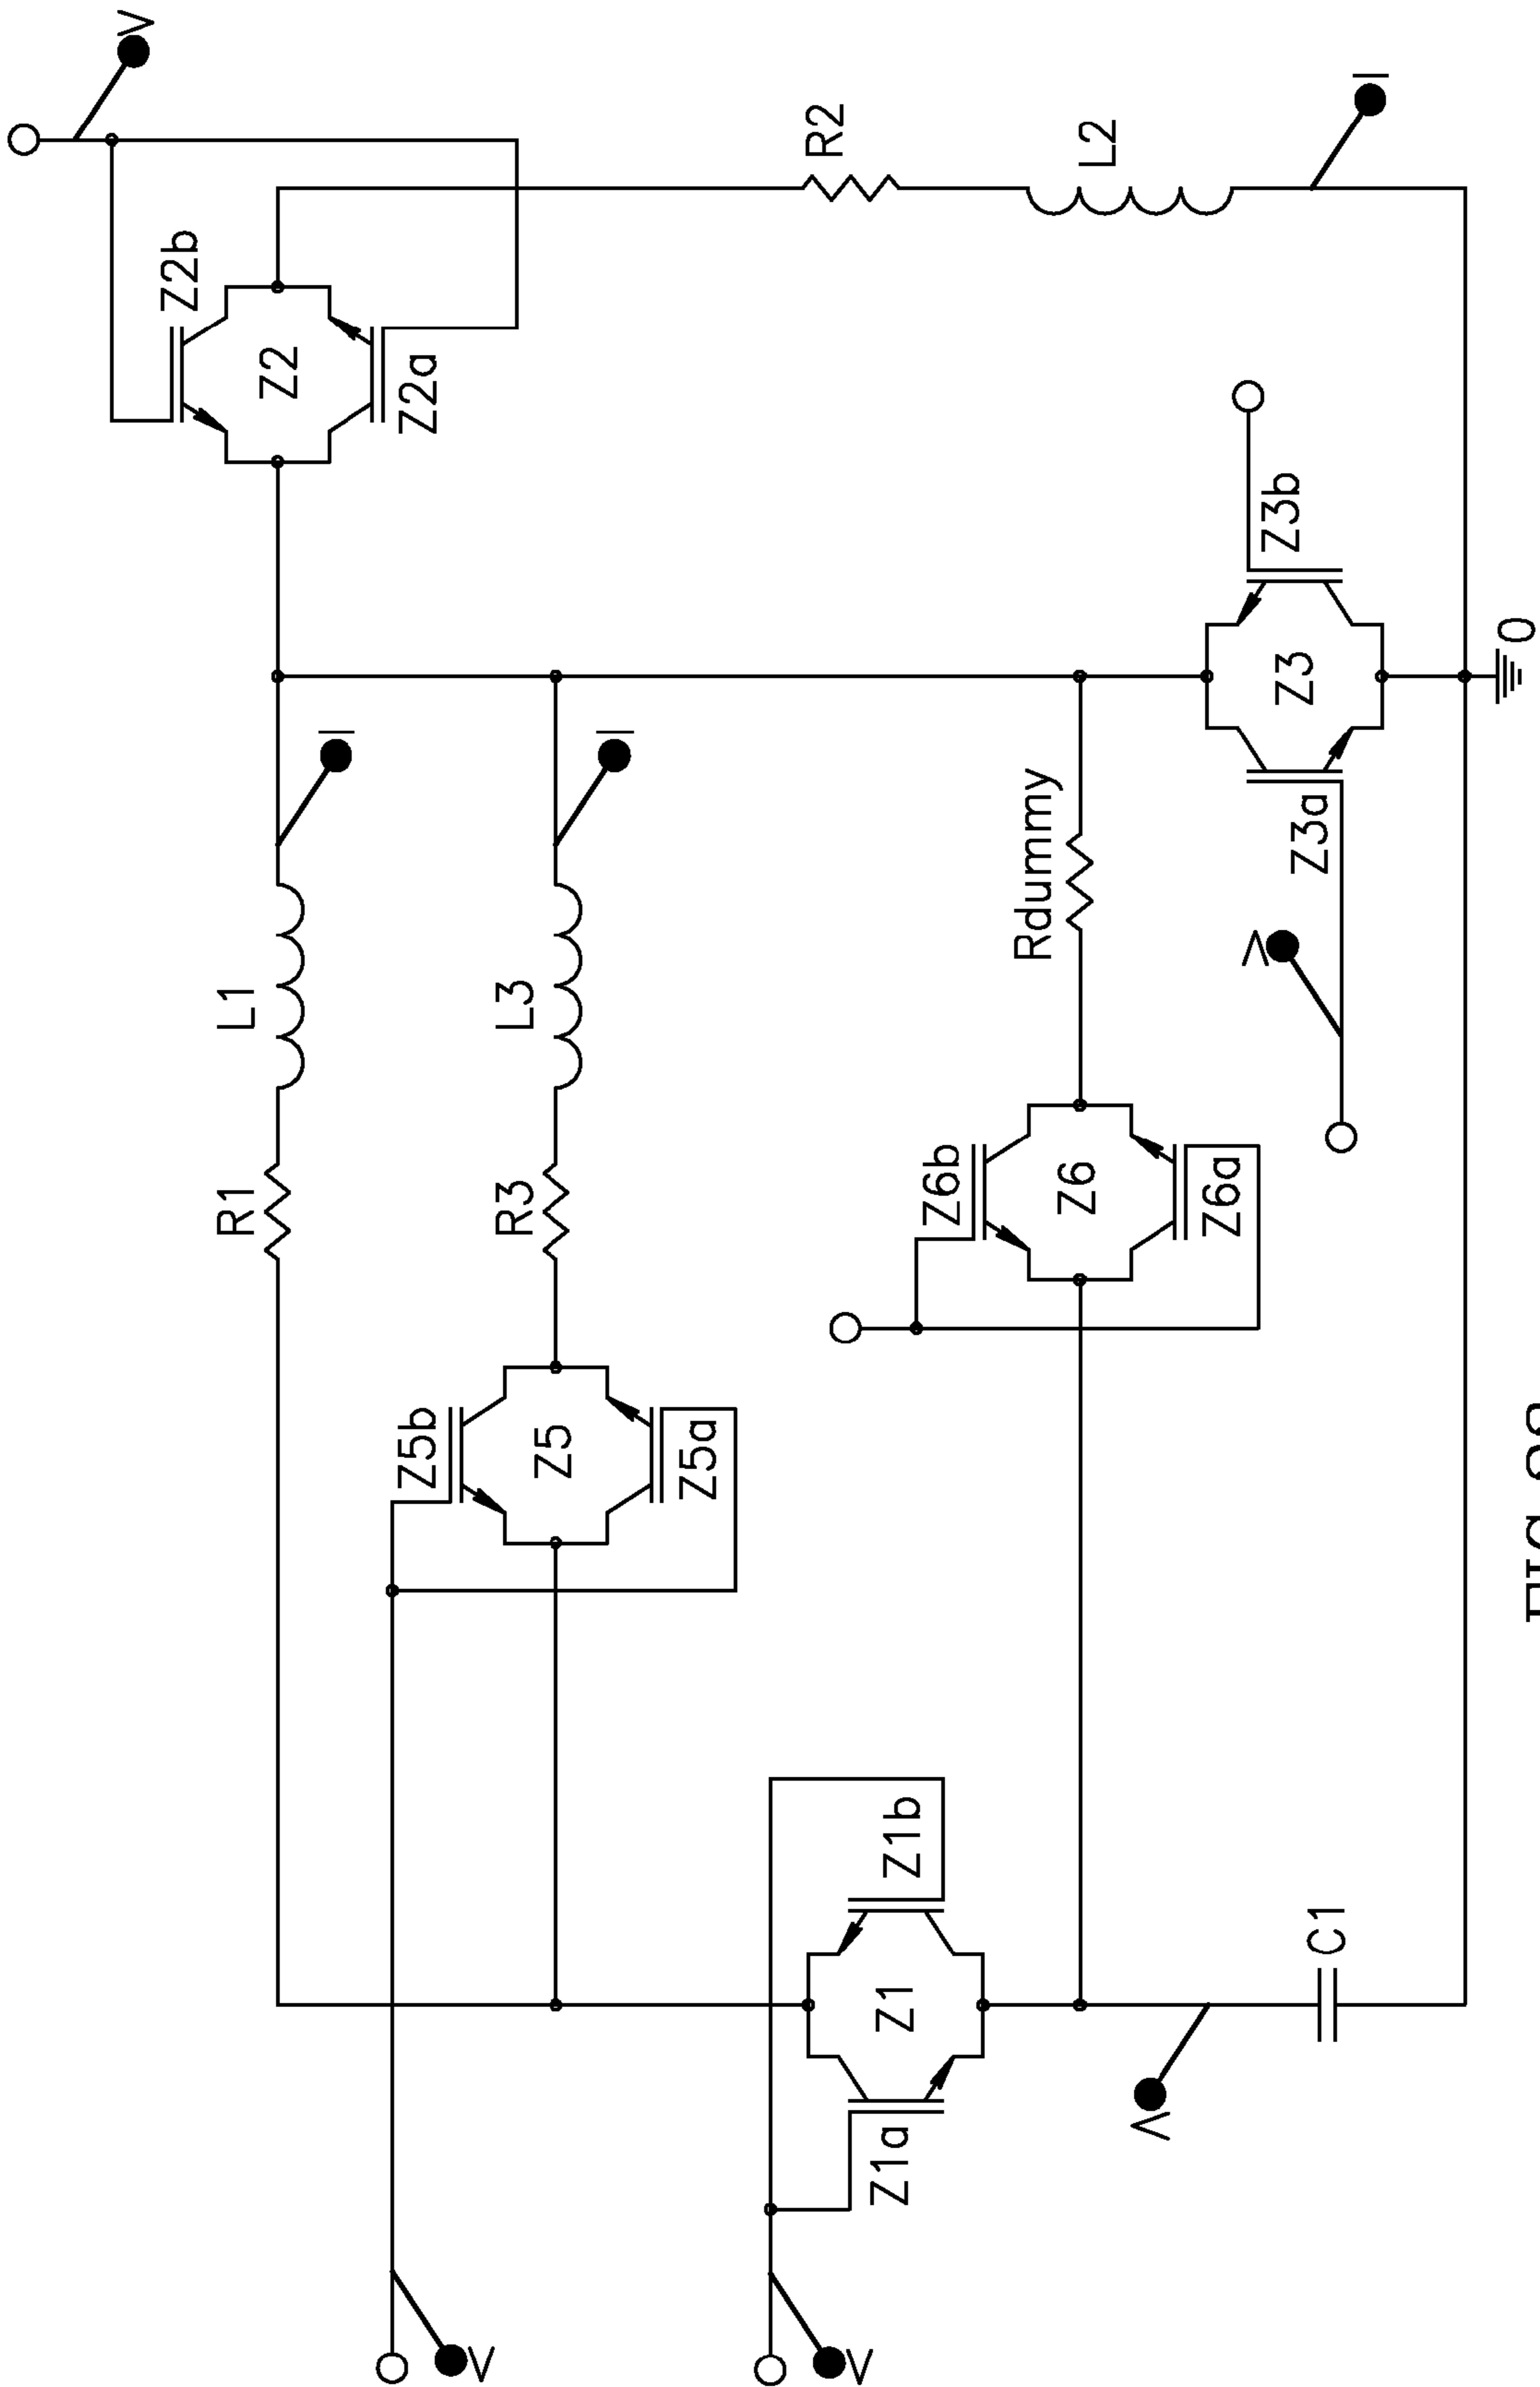 V
Z2b
R1
L1
Z2
I
Z5b
Z2a
V
R3
L3
Z5
I
Z5a
R2
V
Z1a
Z1
Z1b
Z6b
Rdummy
Z6
L2
V
Z6a
V
Z3b
Z3
Z3a
C1
I
0
FIG.